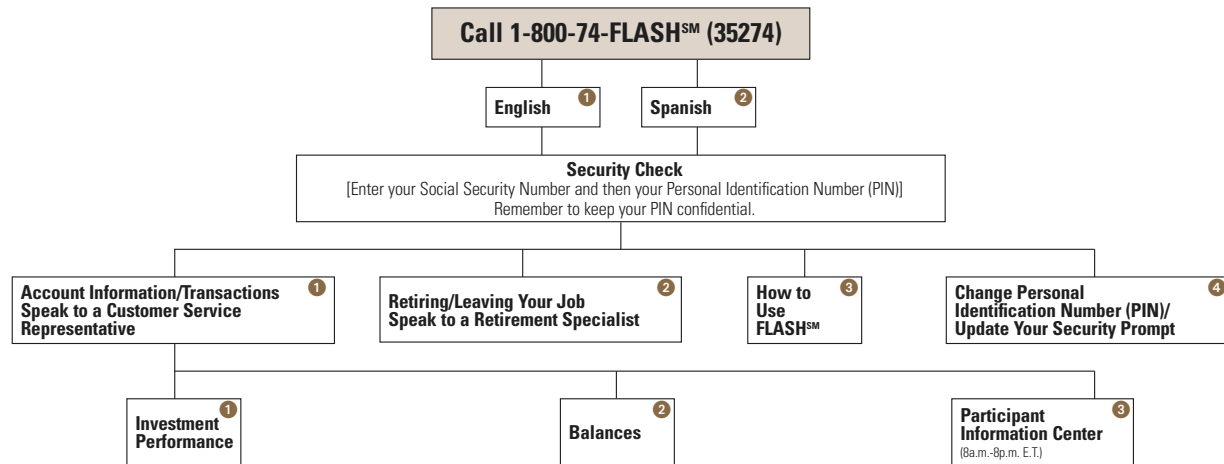 Call 1-800-74-FLASH℠ (35274)
English 1
Spanish 2
Security Check
[Enter your Social Security Number and then your Personal Identification Number (PIN)]
Remember to keep your PIN confidential.
Account Information/Transactions 1
Speak to a Customer Service
Representative
Retiring/Leaving Your Job 2
Speak to a Retirement Specialist
How to 3
Use
FLASH℠
Change Personal 4
Identification Number (PIN)/
Update Your Security Prompt
Investment 1
Performance
Balances 2
Participant 3
Information Center
(8a.m.-8p.m. E.T.)